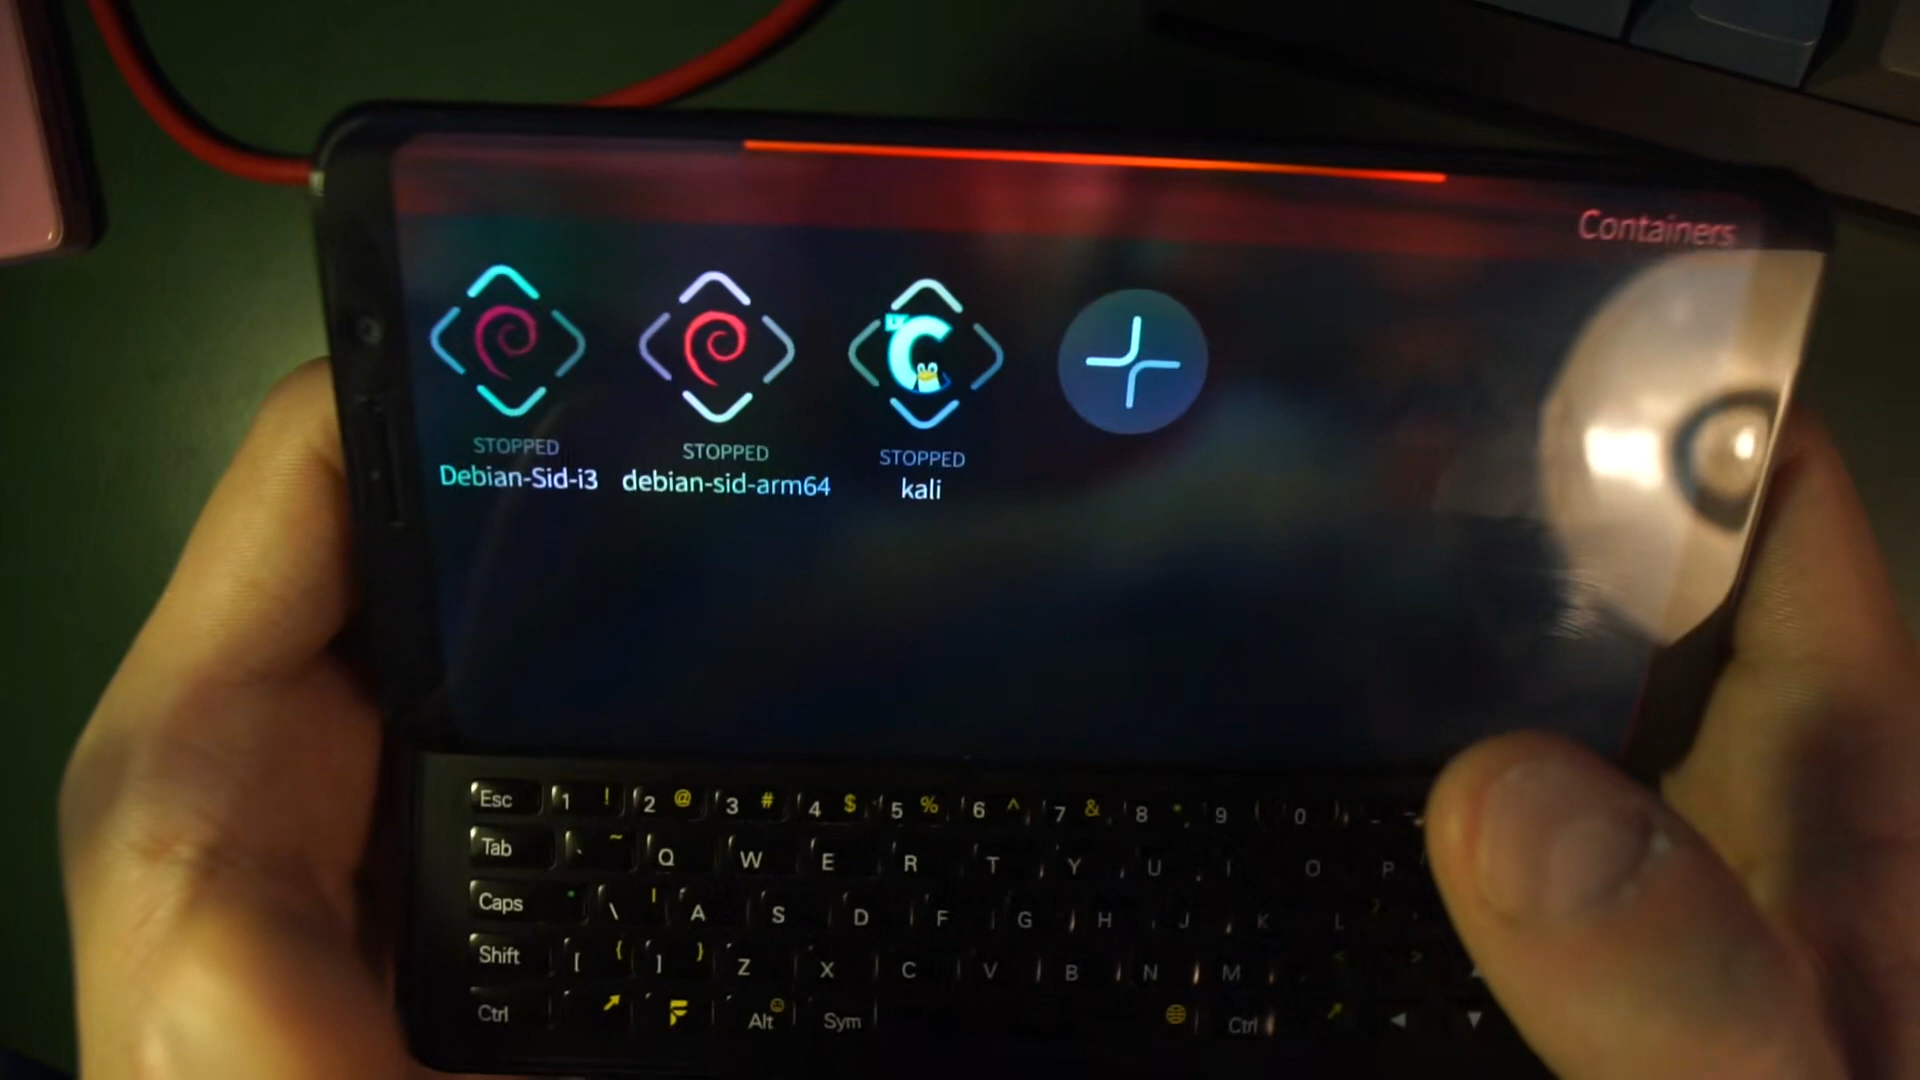 Containers
STOPPED
Debian-Sid-i3
STOPPED
debian-sid-arm64
STOPPED
kali
Esc 1 ! 2 @ 3 # 4 $ 5 % 6 ^ 7 & 8 * 9 ( 0 ) _
Tab ` ~ Q W E R T Y U I O P
Caps \ | A S D F G H J K L
Shift [ { ] } Z X C V B N M < >
Ctrl Alt Sym Ctrl ◀ ▼